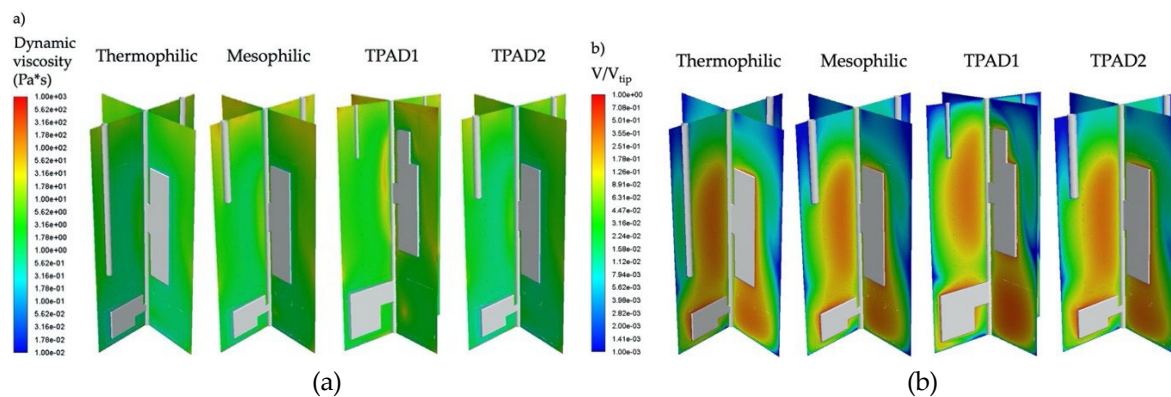 a)
Dynamic
viscosity
(Pa*s)
Thermophilic
Mesophilic
TPAD1
TPAD2
1.00e+03
5.62e+02
3.16e+02
1.78e+02
1.00e+02
5.62e+01
3.16e+01
1.78e+01
1.00e+01
5.62e+00
3.16e+00
1.78e+00
1.00e+00
5.62e-01
3.16e-01
1.78e-01
1.00e-01
5.62e-02
3.16e-02
1.78e-02
1.00e-02
(a)
b)
V/Vtip
Thermophilic
Mesophilic
TPAD1
TPAD2
1.00e+00
7.08e-01
5.01e-01
3.55e-01
2.51e-01
1.78e-01
1.26e-01
8.91e-02
6.31e-02
4.47e-02
3.16e-02
2.24e-02
1.58e-02
1.12e-02
7.94e-03
5.62e-03
3.98e-03
2.82e-03
2.00e-03
1.41e-03
1.00e-03
(b)